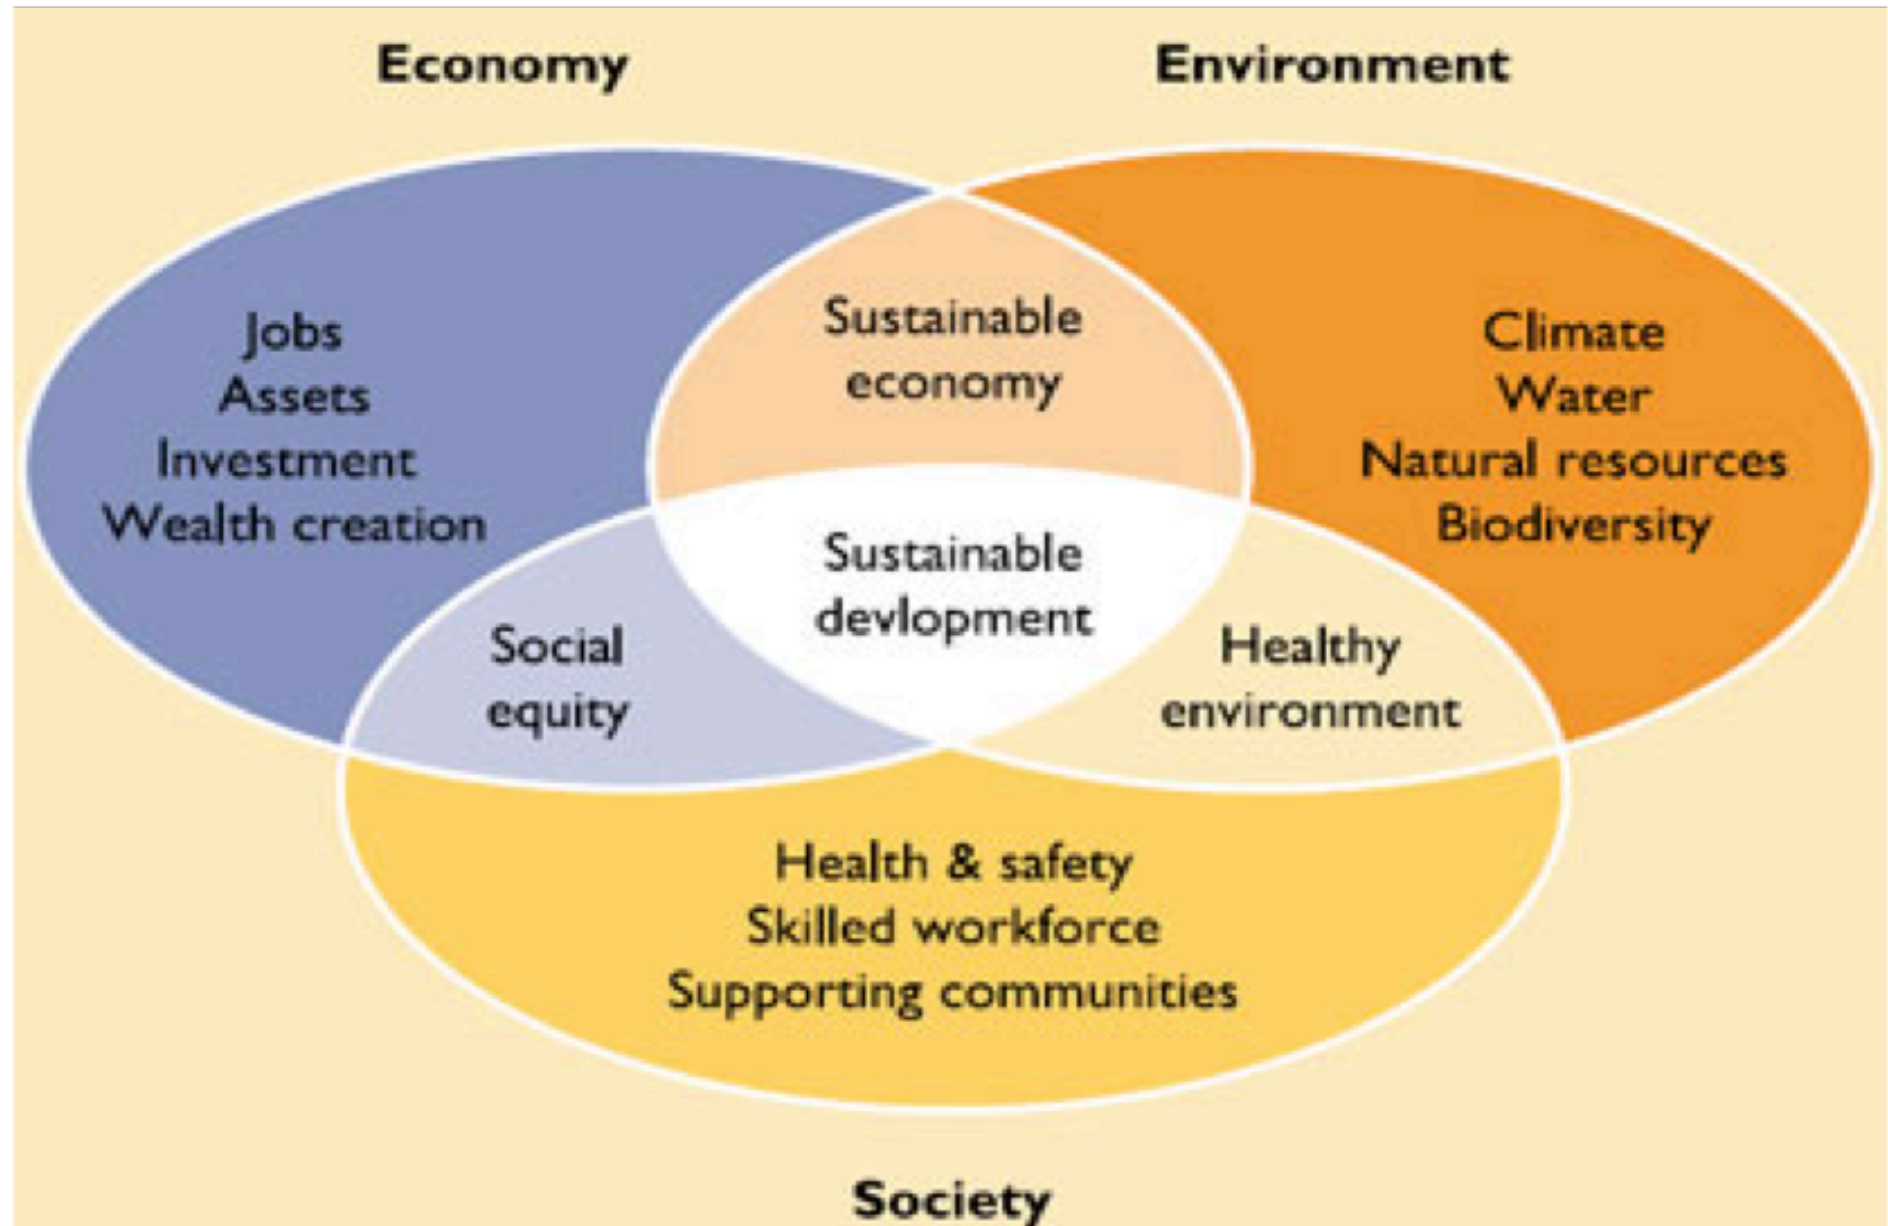 Economy
Environment
Jobs
Assets
Investment
Wealth creation
Sustainable
economy
Climate
Water
Natural resources
Biodiversity
Sustainable
devlopment
Social
equity
Healthy
environment
Health & safety
Skilled workforce
Supporting communities
Society